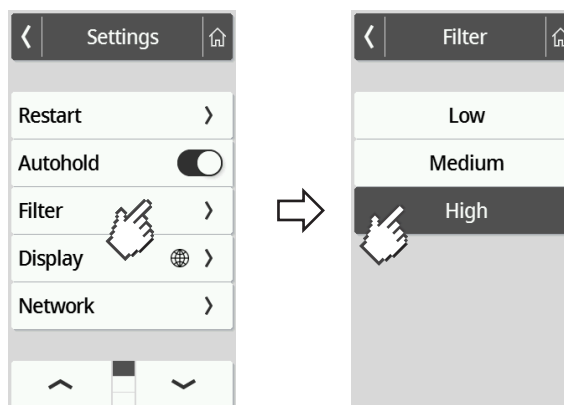 Settings
Restart
Autohold
Filter
Display
Network
Filter
Low
Medium
High